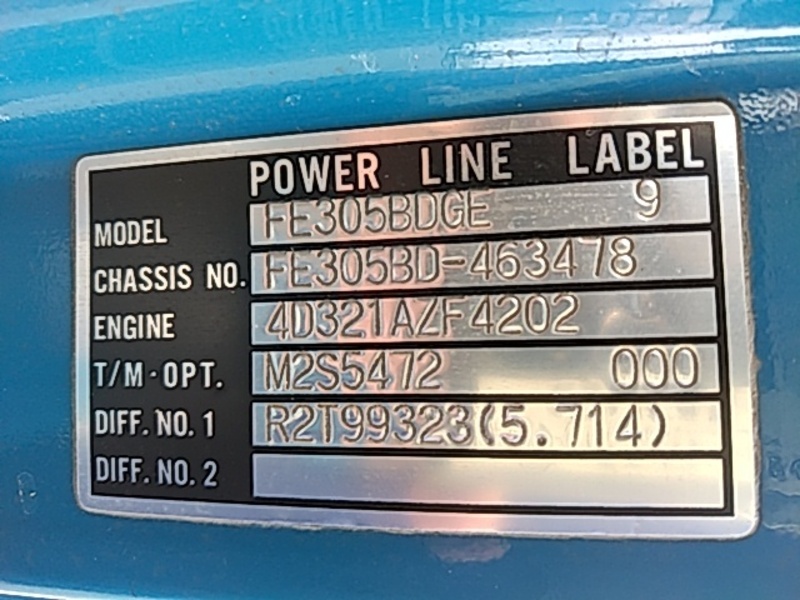 POWER LINE LABEL
MODEL FE305BDGE 9
CHASSIS NO. FE305BD-463478
ENGINE 4D321AZF4202
T/M·OPT. M2S5472 000
DIFF. NO. 1 R2T99323(5.714)
DIFF. NO. 2